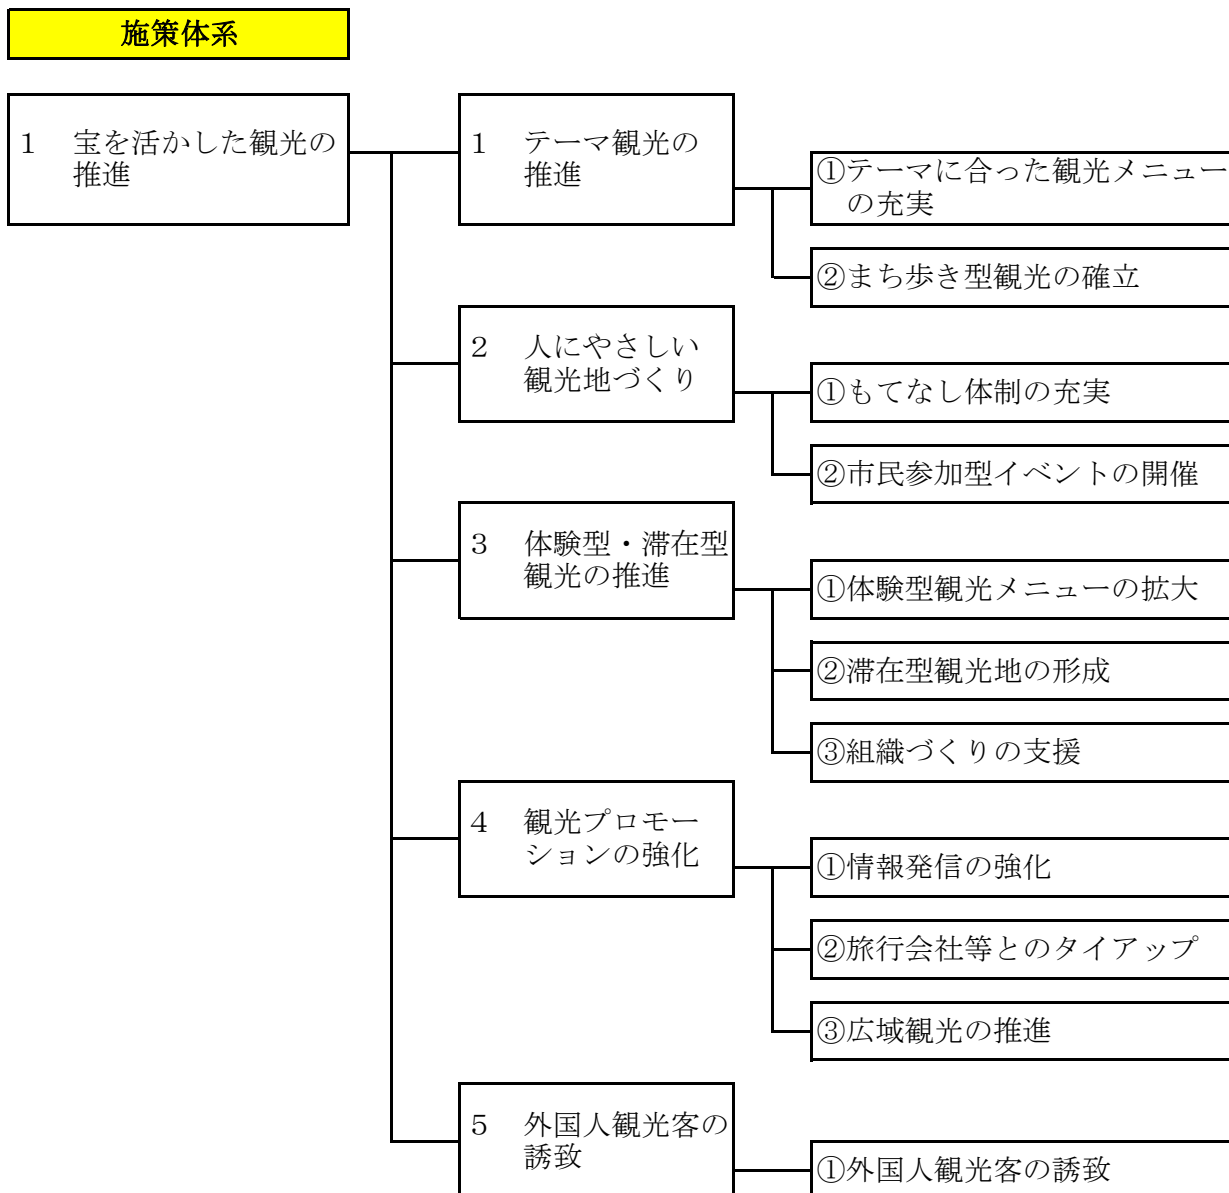 施策体系
1 宝を活かした観光の
推進
1 テーマ観光の
推進
①テーマに合った観光メニュー
の充実
②まち歩き型観光の確立
2 人にやさしい
観光地づくり
①もてなし体制の充実
②市民参加型イベントの開催
3 体験型・滞在型
観光の推進
①体験型観光メニューの拡大
②滞在型観光地の形成
③組織づくりの支援
4 観光プロモー
ションの強化
①情報発信の強化
②旅行会社等とのタイアップ
③広域観光の推進
5 外国人観光客の
誘致
①外国人観光客の誘致